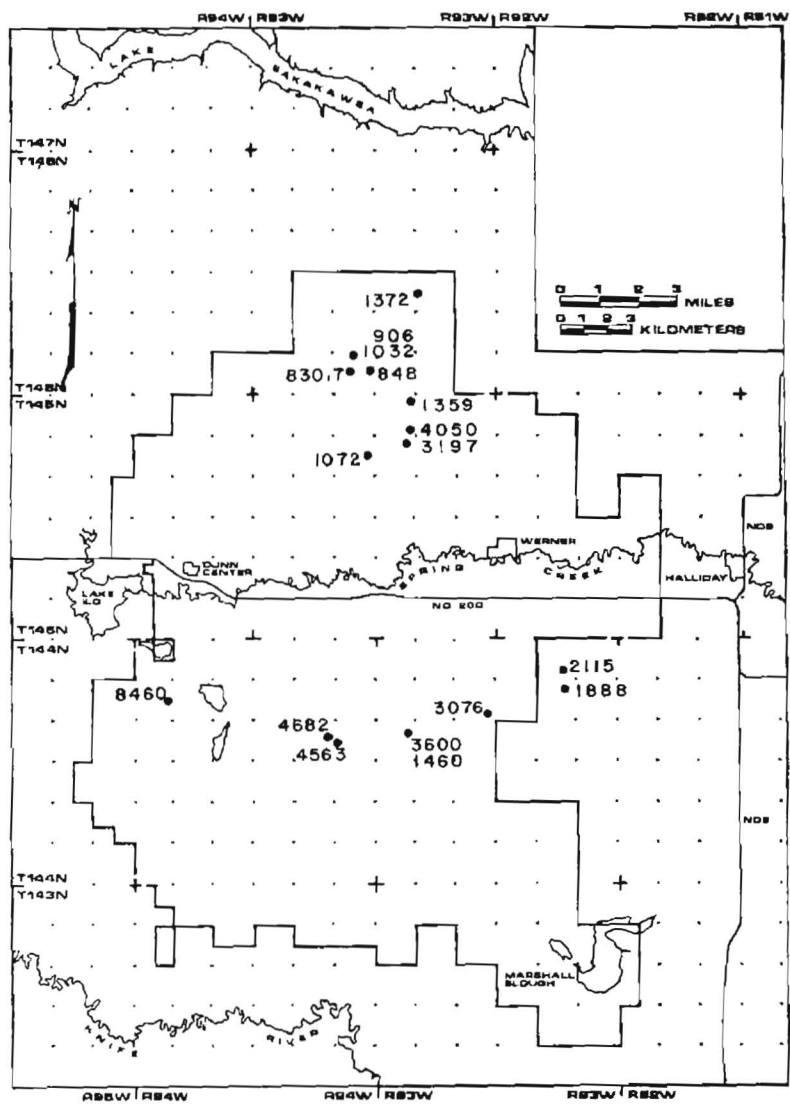 R94W R93W R93W R92W R92W R91W
LAKE
SAKAKAWEA
T147N
T146N
N
0 1 2 3
MILES
0 1 2 3
KILOMETERS
1372
906
1032
830,7 848
T146N
T145N
1359
4050
3197
1072
WERNER
DUNN
CENTER
SPRING CREEK
HALLIDAY
LAKE
ILO
ND 200
ND8
T145N
T144N
2115
1888
8460
3076
4682
4563
3600
1460
ND8
T144N
T143N
MARSHALL
SLOUGH
KNIFE RIVER
R95W R94W R94W R93W R93W R92W